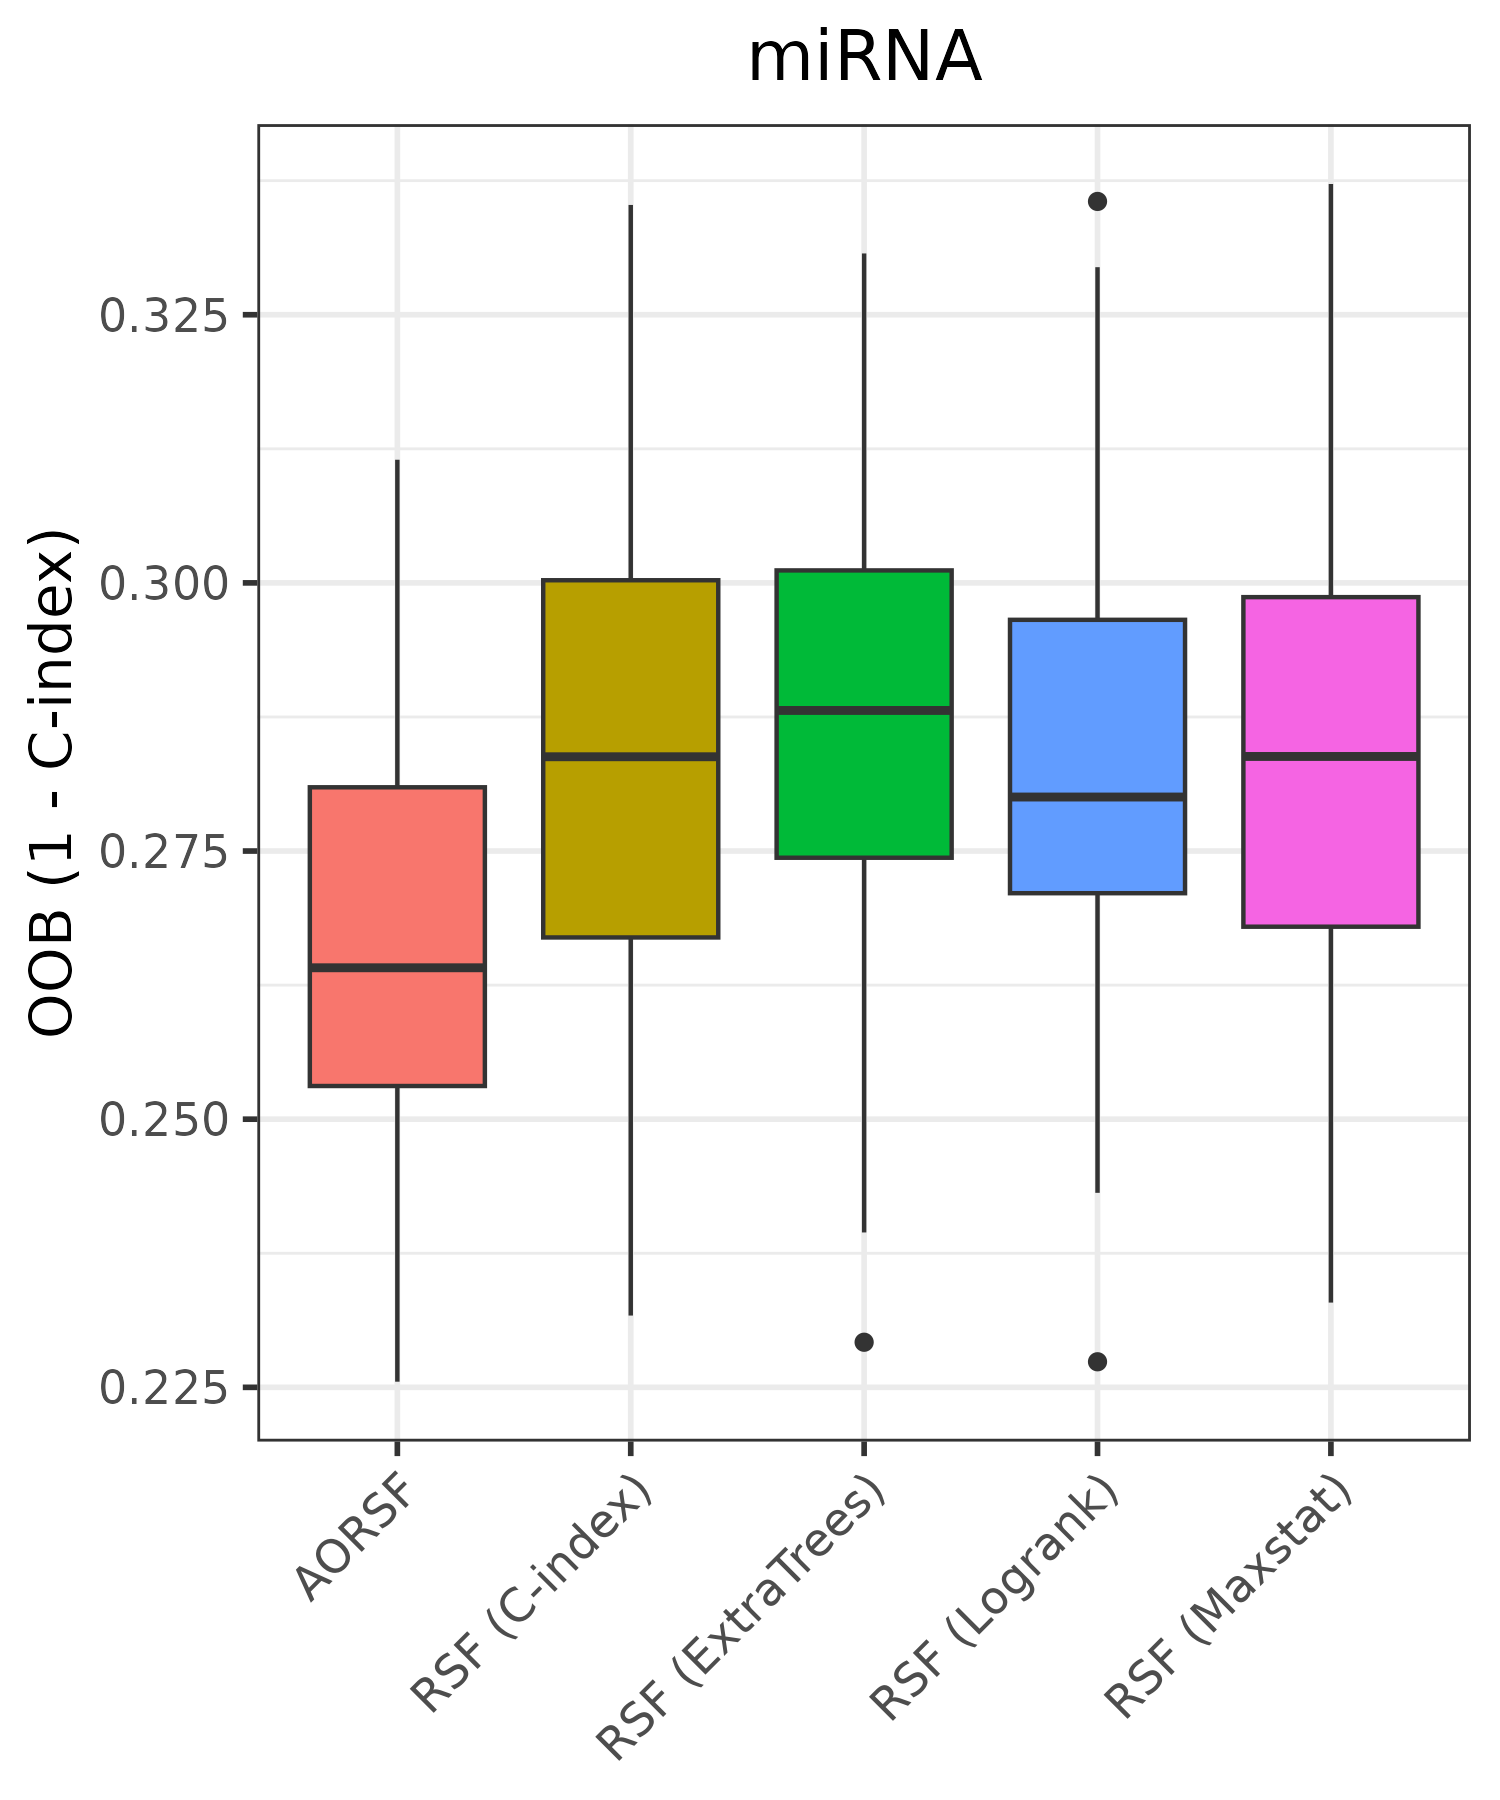 miRNA
OOB (1 - C-index)
0.325
0.300
0.275
0.250
0.225
AORSF
RSF (C-index)
RSF (ExtraTrees)
RSF (Logrank)
RSF (Maxstat)